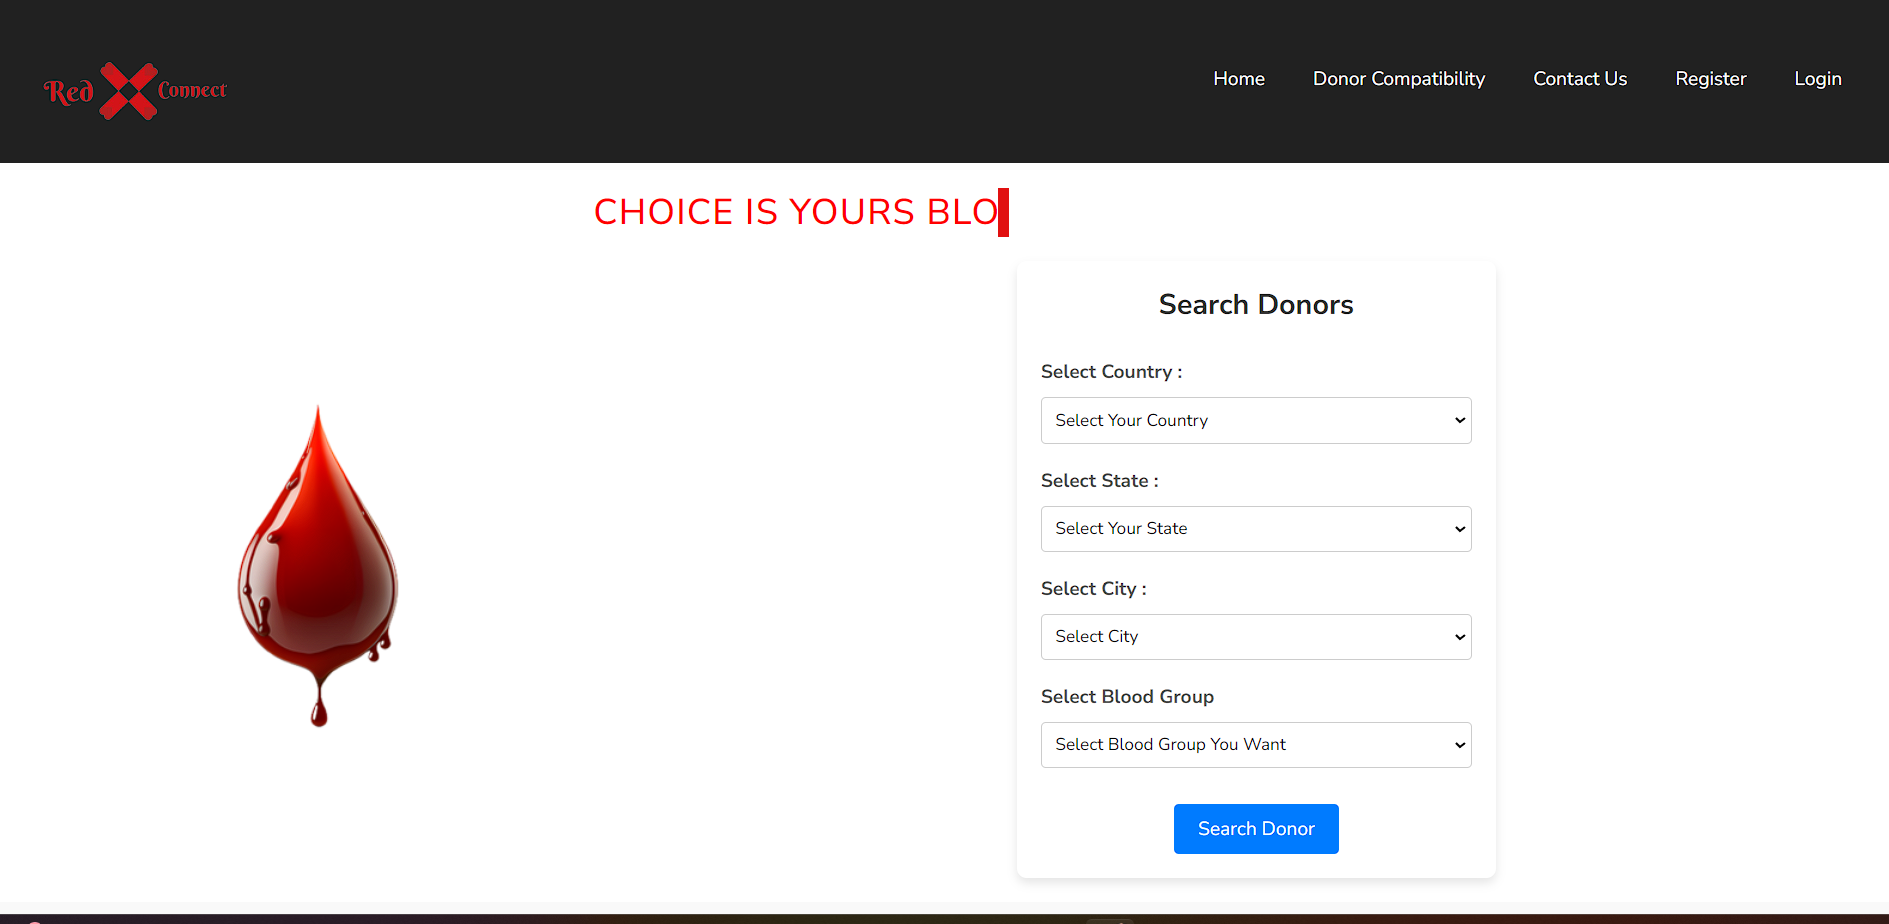 Red Connect
Home Donor Compatibility Contact Us Register Login
CHOICE IS YOURS BLO
Search Donors
Select Country :
Select Your Country
Select State :
Select Your State
Select City :
Select City
Select Blood Group
Select Blood Group You Want
Search Donor